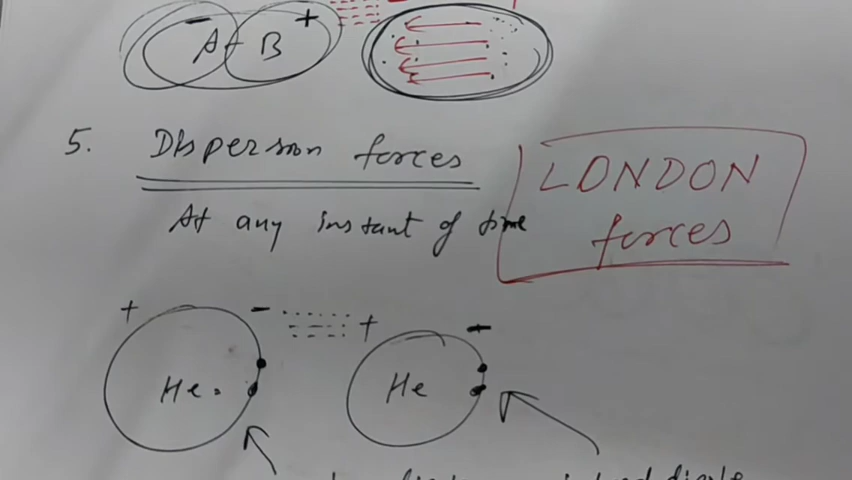 - +
A - B
5. Dispersion forces
LONDON
forces
At any instant of time
+ - + -
He. He